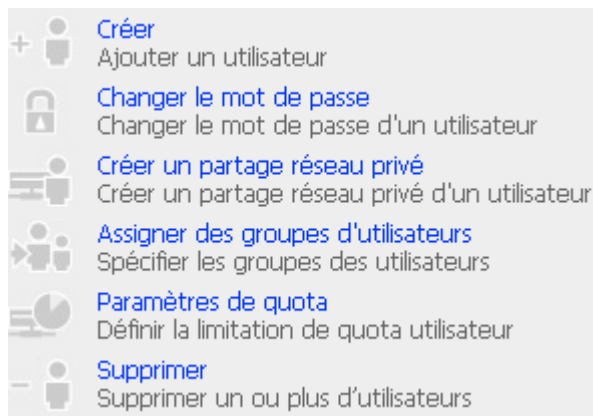 Créer
Ajouter un utilisateur
Changer le mot de passe
Changer le mot de passe d'un utilisateur
Créer un partage réseau privé
Créer un partage réseau privé d'un utilisateur
Assigner des groupes d'utilisateurs
Spécifier les groupes des utilisateurs
Paramètres de quota
Définir la limitation de quota utilisateur
Supprimer
Supprimer un ou plus d’utilisateurs